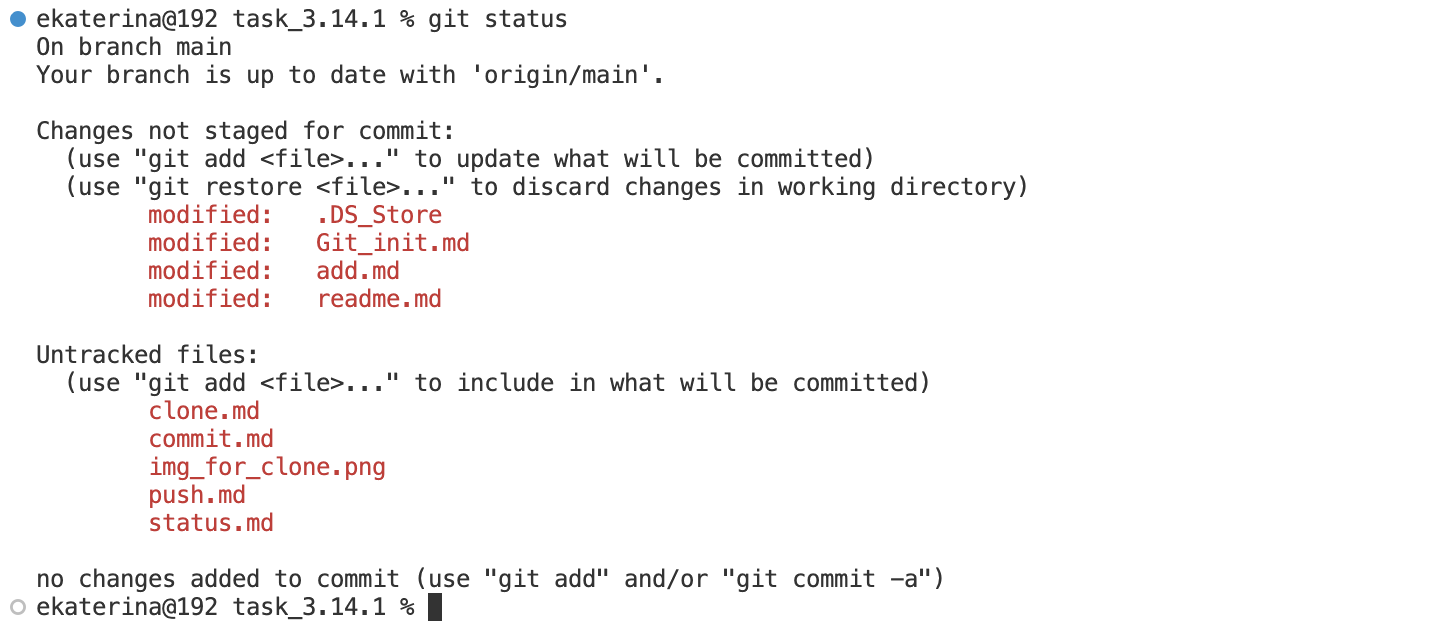 ekaterina@192 task_3.14.1 % git status
On branch main
Your branch is up to date with 'origin/main'.
Changes not staged for commit:
(use "git add <file>..." to update what will be committed)
(use "git restore <file>..." to discard changes in working directory)
modified: .DS_Store
modified: Git_init.md
modified: add.md
modified: readme.md
Untracked files:
(use "git add <file>..." to include in what will be committed)
clone.md
commit.md
img_for_clone.png
push.md
status.md
no changes added to commit (use "git add" and/or "git commit -a")
ekaterina@192 task_3.14.1 %